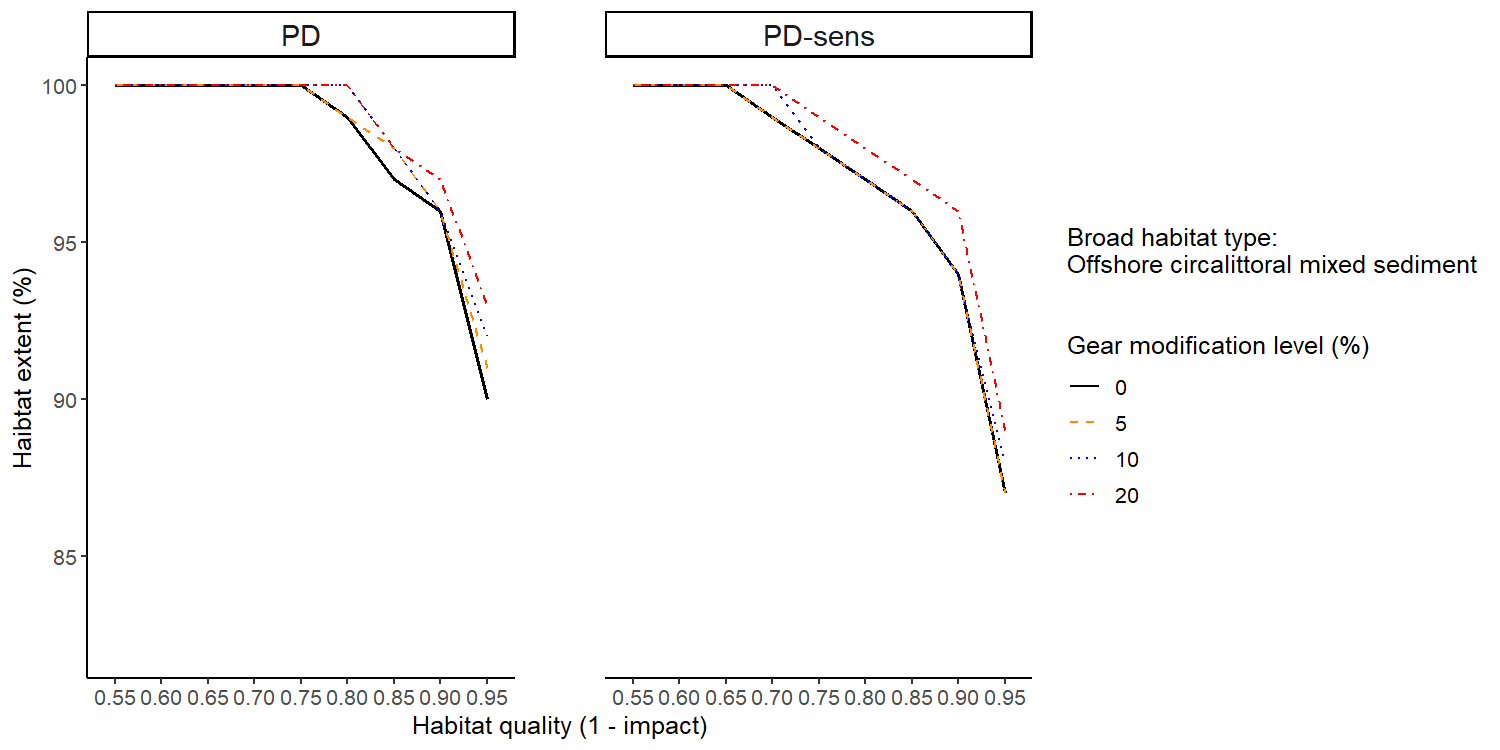 PD
PD-sens
100
95
90
85
Haibtat extent (%)
0.55 0.60 0.65 0.70 0.75 0.80 0.85 0.90 0.95
0.55 0.60 0.65 0.70 0.75 0.80 0.85 0.90 0.95
Habitat quality (1 - impact)
Broad habitat type:
Offshore circalittoral mixed sediment
Gear modification level (%)
0
5
10
20